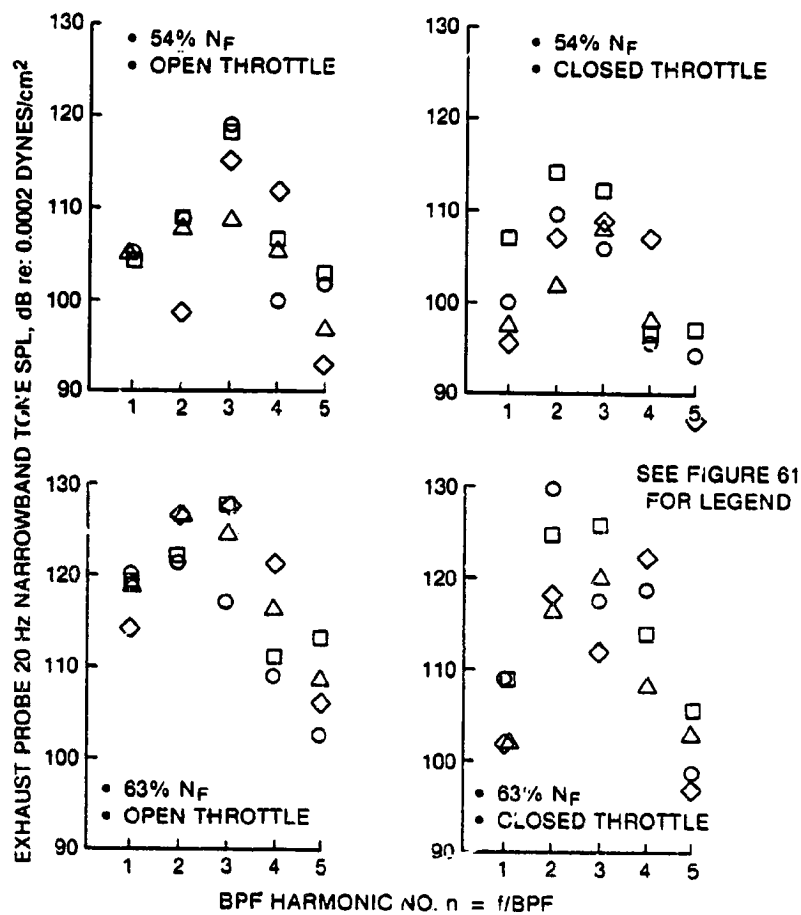 EXHAUST PROBE 20 Hz NARROWBAND TONE SPL, dB re: 0.0002 DYNES/cm²
130
120
110
100
90
1 2 3 4 5
• 54% NF
• OPEN THROTTLE
130
120
110
100
90
1 2 3 4 5
• 54% NF
• CLOSED THROTTLE
130
120
110
100
90
1 2 3 4 5
• 63% NF
• OPEN THROTTLE
SEE FIGURE 61
FOR LEGEND
130
120
110
100
90
1 2 3 4 5
• 63% NF
• CLOSED THROTTLE
BPF HARMONIC NO. n = f/BPF